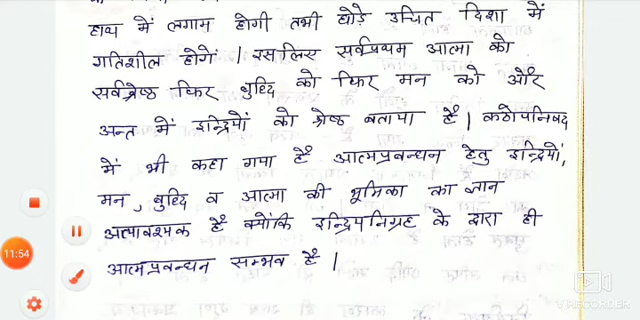 हाथ में लगाम होगी तभी घोड़े उचित दिशा में
गतिशील होगें | इसलिए सर्वप्रथम आत्मा को
सर्वश्रेष्ठ फिर बुध्दि को फिर मन को और
अन्त में इन्द्रियों को श्रेष्ठ बताया है | कठोपनिषद
में भी कहा गया है आत्मप्रबन्धन हेतु इन्द्रियों,
मन, बुध्दि व आत्मा की भूमिका का ज्ञान
अत्यावश्यक है क्योंकि इन्द्रियनिग्रह के द्वारा ही
आत्मप्रबन्धन सम्भव है |
11:54
V RECORDER